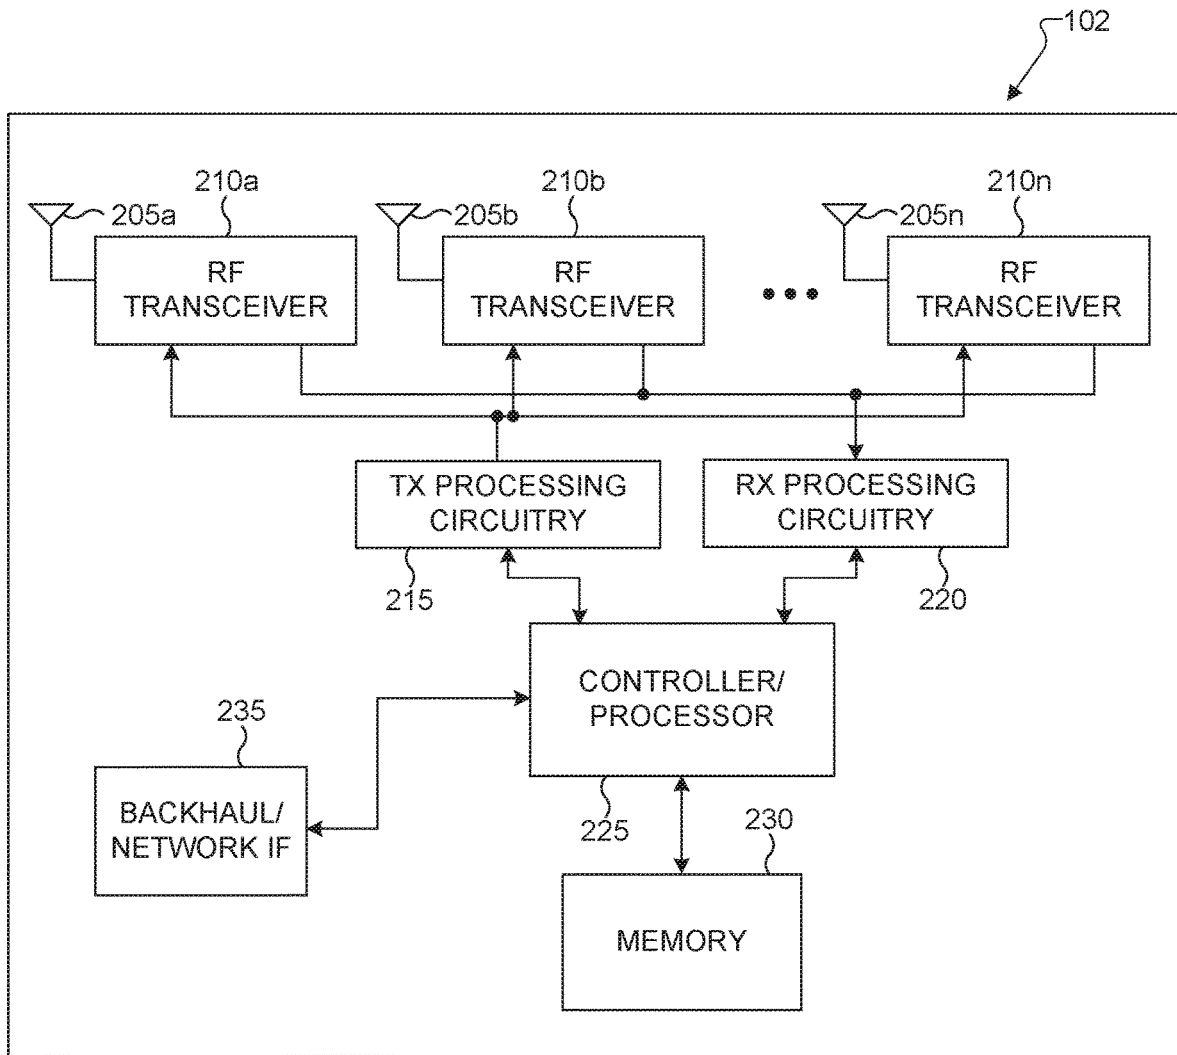 102
210a
210b
210n
205a
205b
205n
RF
TRANSCEIVER
RF
TRANSCEIVER
RF
TRANSCEIVER
TX PROCESSING
CIRCUITRY
RX PROCESSING
CIRCUITRY
215
220
CONTROLLER/
PROCESSOR
235
BACKHAUL/
NETWORK IF
225
230
MEMORY